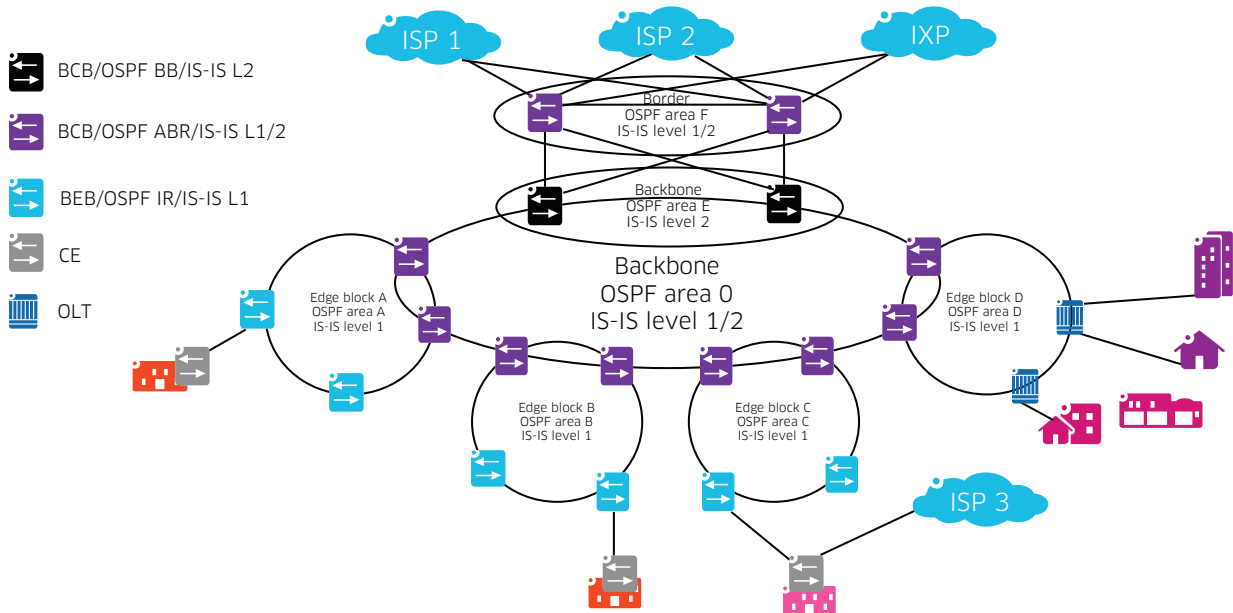 ISP 1
ISP 2
IXP
BCB/OSPF BB/IS-IS L2
BCB/OSPF ABR/IS-IS L1/2
BEB/OSPF IR/IS-IS L1
CE
OLT
Border
OSPF area F
IS-IS level 1/2
Backbone
OSPF area E
IS-IS level 2
Backbone
OSPF area 0
IS-IS level 1/2
Edge block A
OSPF area A
IS-IS level 1
Edge block D
OSPF area D
IS-IS level 1
Edge block B
OSPF area B
IS-IS level 1
Edge block C
OSPF area C
IS-IS level 1
ISP 3